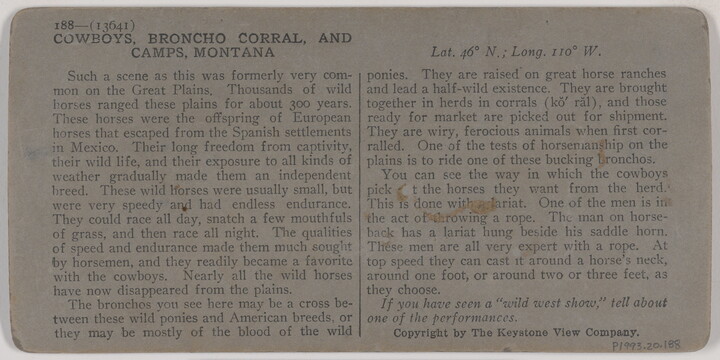 188—(13641)
COWBOYS, BRONCHO CORRAL, AND
CAMPS, MONTANA
Lat. 46° N.; Long. 110° W.
Such a scene as this was formerly very com-
mon on the Great Plains. Thousands of wild
horses ranged these plains for about 300 years.
These horses were the offspring of European
horses that escaped from the Spanish settlements
in Mexico. Their long freedom from captivity,
their wild life, and their exposure to all kinds of
weather gradually made them an independent
breed. These wild horses were usually small, but
were very speedy and had endless endurance.
They could race all day, snatch a few mouthfuls
of grass, and then race all night. The qualities
of speed and endurance made them much sought
by horsemen, and they readily became a favorite
with the cowboys. Nearly all the wild horses
have now disappeared from the plains.
The bronchos you see here may be a cross be-
tween these wild ponies and American breeds, or
they may be mostly of the blood of the wild
ponies. They are raised on great horse ranches
and lead a half-wild existence. They are brought
together in herds in corrals (kŏ′ răl), and those
ready for market are picked out for shipment.
They are wiry, ferocious animals when first cor-
ralled. One of the tests of horsemanship on the
plains is to ride one of these bucking bronchos.
You can see the way in which the cowboys
pick t the horses they want from the herd.
This is done with lariat. One of the men is in
the act of throwing a rope. The man on horse-
back has a lariat hung beside his saddle horn.
These men are all very expert with a rope. At
top speed they can cast it around a horse's neck,
around one foot, or around two or three feet, as
they choose.
If you have seen a "wild west show," tell about
one of the performances.
Copyright by The Keystone View Company.
P1993.20.188